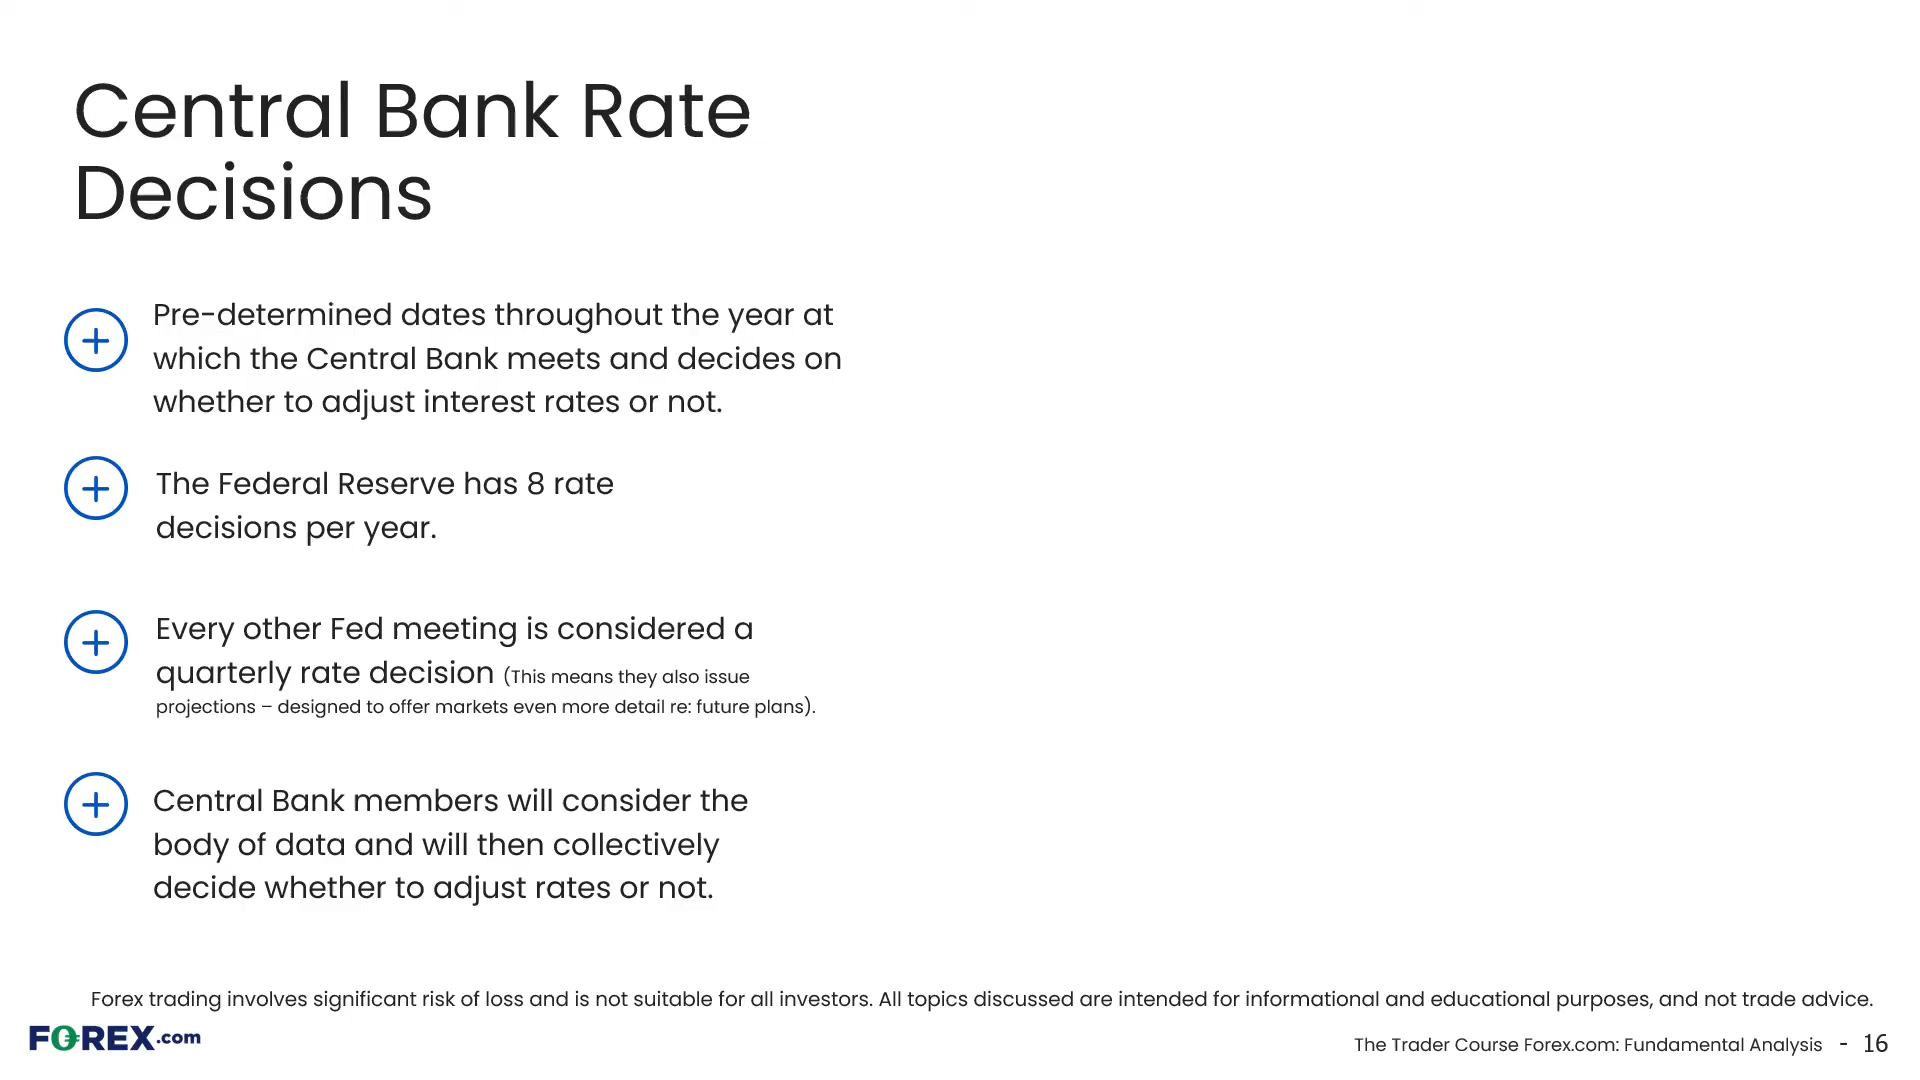 Central Bank Rate
Decisions
Pre-determined dates throughout the year at
which the Central Bank meets and decides on
whether to adjust interest rates or not.
The Federal Reserve has 8 rate
decisions per year.
Every other Fed meeting is considered a
quarterly rate decision (This means they also issue
projections – designed to offer markets even more detail re: future plans).
Central Bank members will consider the
body of data and will then collectively
decide whether to adjust rates or not.
Forex trading involves significant risk of loss and is not suitable for all investors. All topics discussed are intended for informational and educational purposes, and not trade advice.
FOREX.com
The Trader Course Forex.com: Fundamental Analysis - 16